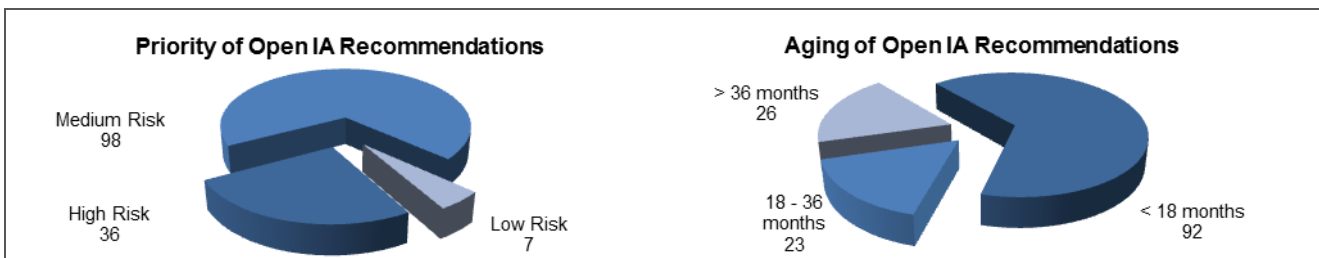 Priority of Open IA Recommendations
Medium Risk
98
High Risk
36
Low Risk
7
Aging of Open IA Recommendations
> 36 months
26
18 - 36
months
23
< 18 months
92